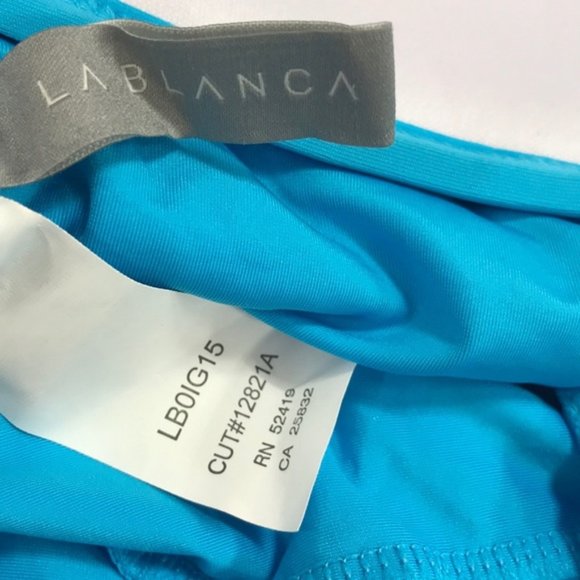 LABLANCA
LB0IG15
CUT#12821A
RN 52419
CA 25832